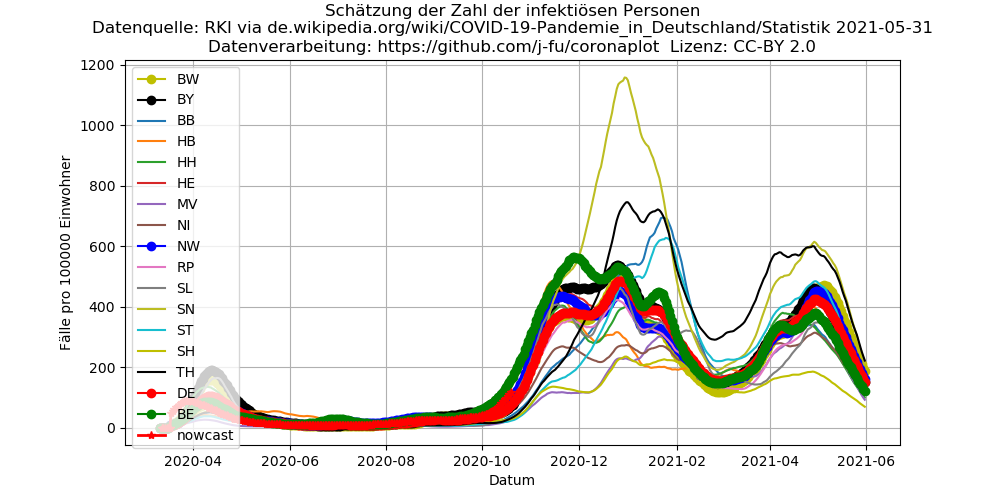 Schätzung der Zahl der infektiösen Personen
Datenquelle: RKI via de.wikipedia.org/wiki/COVID-19-Pandemie_in_Deutschland/Statistik 2021-05-31
Datenverarbeitung: https://github.com/j-fu/coronaplot  Lizenz: CC-BY 2.0
Fälle pro 100000 Einwohner
1200
1000
800
600
400
200
0
BW
BY
BB
HB
HH
HE
MV
NI
NW
RP
SL
SN
ST
SH
TH
DE
BE
nowcast
2020-04
2020-06
2020-08
2020-10
2020-12
2021-02
2021-04
2021-06
Datum